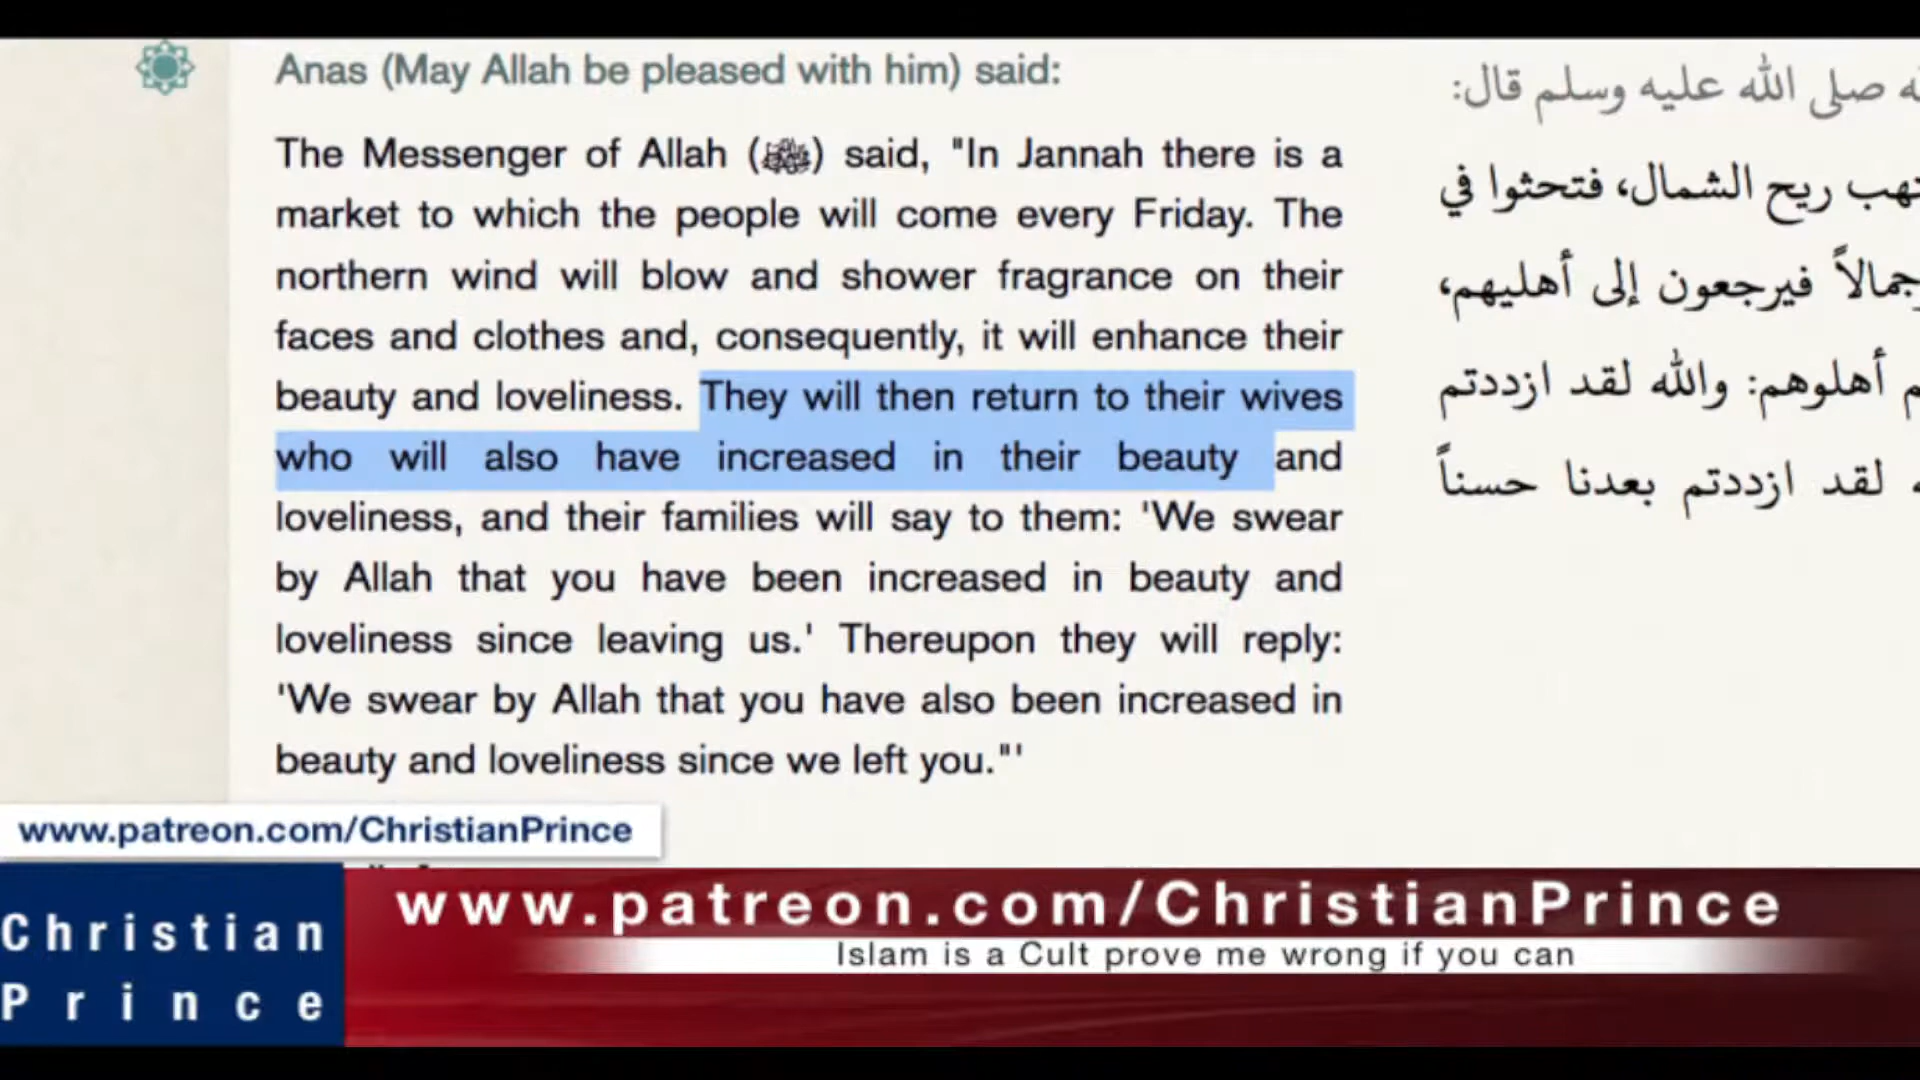 Anas (May Allah be pleased with him) said:
The Messenger of Allah (ﷺ) said, "In Jannah there is a
market to which the people will come every Friday. The
northern wind will blow and shower fragrance on their
faces and clothes and, consequently, it will enhance their
beauty and loveliness. They will then return to their wives
who will also have increased in their beauty and
loveliness, and their families will say to them: 'We swear
by Allah that you have been increased in beauty and
loveliness since leaving us.' Thereupon they will reply:
'We swear by Allah that you have also been increased in
beauty and loveliness since we left you."'
صلى الله عليه وسلم قال:
تهب ريح الشمال، فتحثوا في
جمالاً فيرجعون إلى أهليهم،
أهلوهم: والله لقد ازددتم
لقد ازددتم بعدنا حسناً
www.patreon.com/ChristianPrince
Christian
Prince
www.patreon.com/ChristianPrince
Islam is a Cult prove me wrong if you can